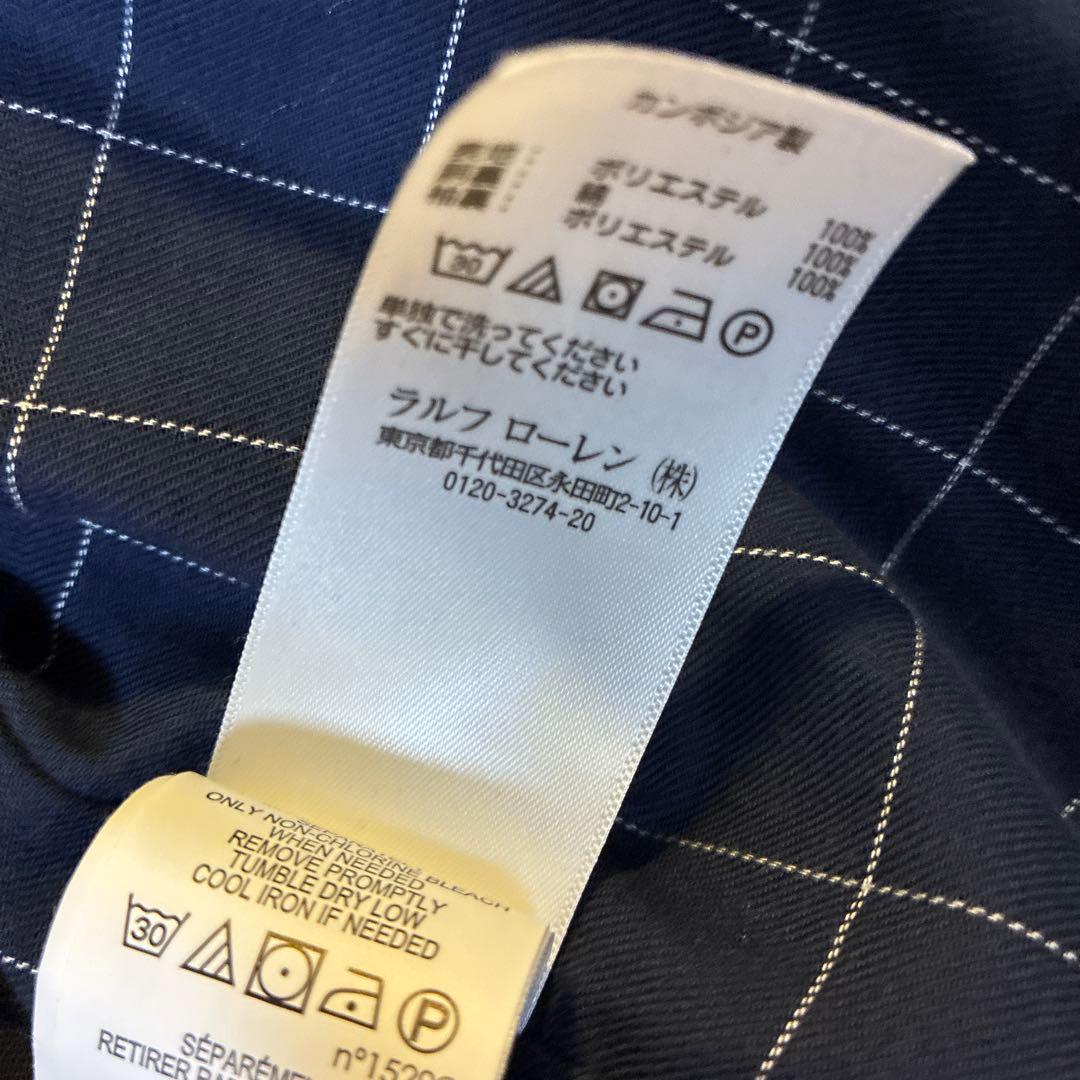 カンボジア製
表地 : ポリエステル 100%
胴裏 : 綿 100%
袖裏 : ポリエステル 100%
30 P
単独で洗ってください
すぐに干してください
ラルフ ローレン (株)
東京都千代田区永田町2-10-1
0120-3274-20
ONLY NON-CHLORINE BLEACH
WHEN NEEDED
REMOVE PROMPTLY
TUMBLE DRY LOW
COOL IRON IF NEEDED
30 P
SÉPARÉME
RETIRER